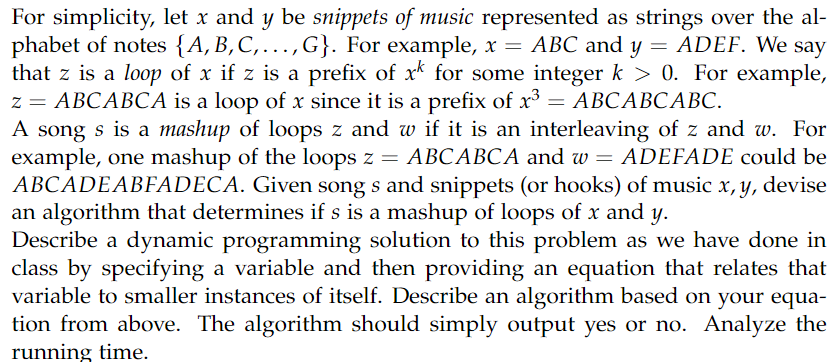 For simplicity, let x and y be snippets of music represented as strings over the al-
phabet of notes {A, B, C, . . . , G}. For example, x = ABC and y = ADEF. We say
that z is a loop of x if z is a prefix of x^k for some integer k > 0. For example,
z = ABCABCA is a loop of x since it is a prefix of x^3 = ABCABCABC.
A song s is a mashup of loops z and w if it is an interleaving of z and w. For
example, one mashup of the loops z = ABCABCA and w = ADEFADE could be
ABCADEABFADECA. Given song s and snippets (or hooks) of music x, y, devise
an algorithm that determines if s is a mashup of loops of x and y.
Describe a dynamic programming solution to this problem as we have done in
class by specifying a variable and then providing an equation that relates that
variable to smaller instances of itself. Describe an algorithm based on your equa-
tion from above. The algorithm should simply output yes or no. Analyze the
running time.